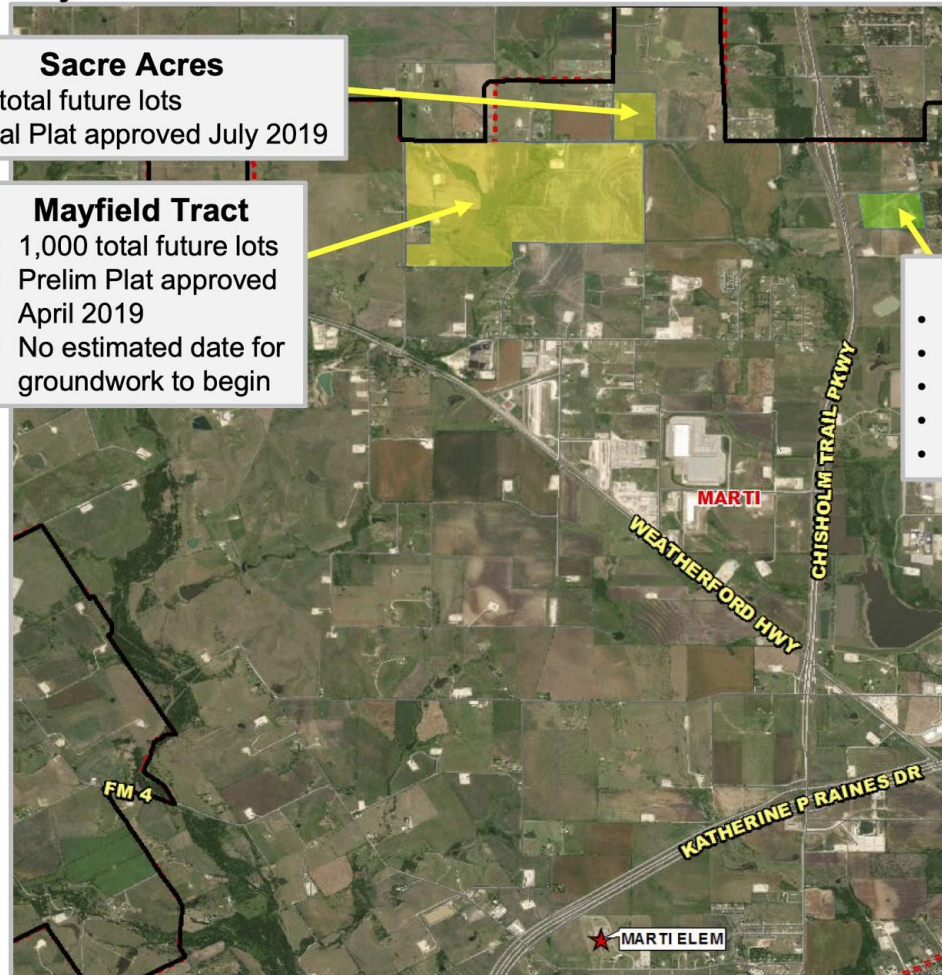 Sacre Acres
total future lots
Plat approved July 2019
Mayfield Tract
1,000 total future lots
Prelim Plat approved
April 2019
No estimated date for
groundwork to begin
CHISHOLM TRAIL PKWY
MARTI
WEATHERFORD HWY
FM 4
KATHERINE P RAINES DR
MARTI ELEM